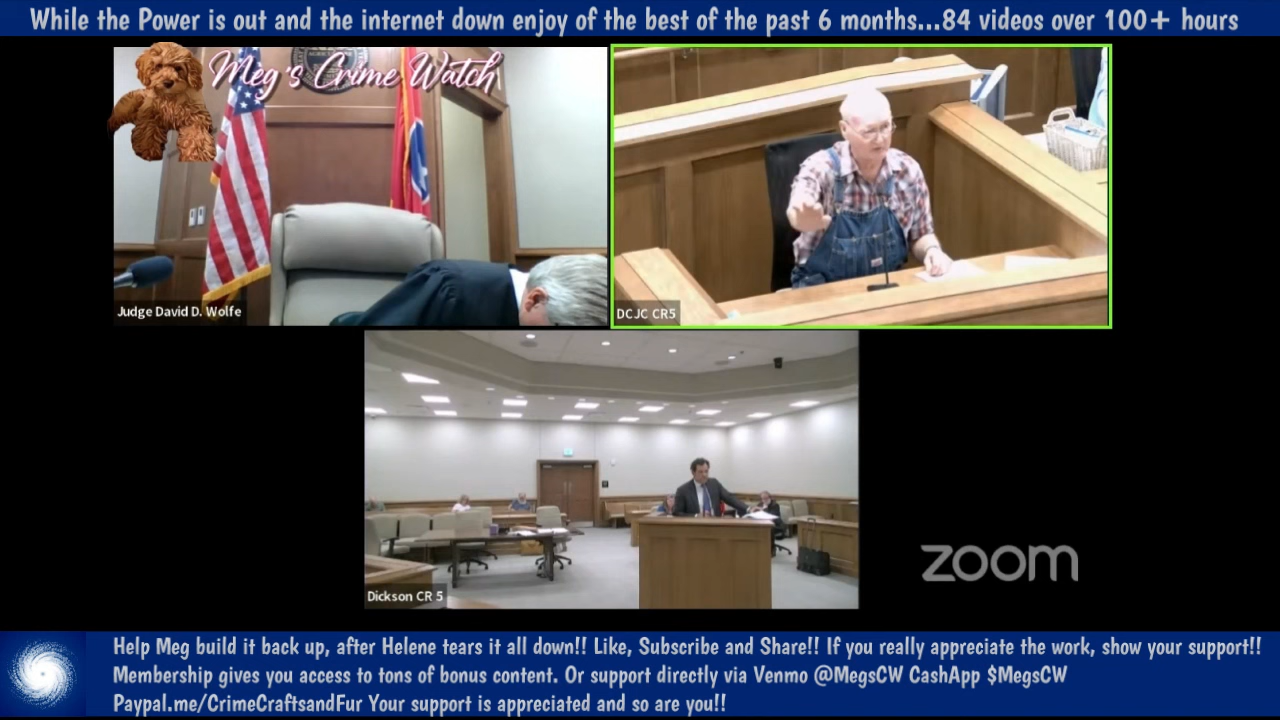 While the Power is out and the internet down enjoy of the best of the past 6 months...84 videos over 100+ hours
Meg's Crime Watch
Judge David D. Wolfe
DCJC CR5
Dickson CR 5
zoom
Help Meg build it back up, after Helene tears it all down!! Like, Subscribe and Share!! If you really appreciate the work, show your support!!
Membership gives you access to tons of bonus content. Or support directly via Venmo @MegsCW CashApp $MegsCW
Paypal.me/CrimeCraftsandFur Your support is appreciated and so are you!!